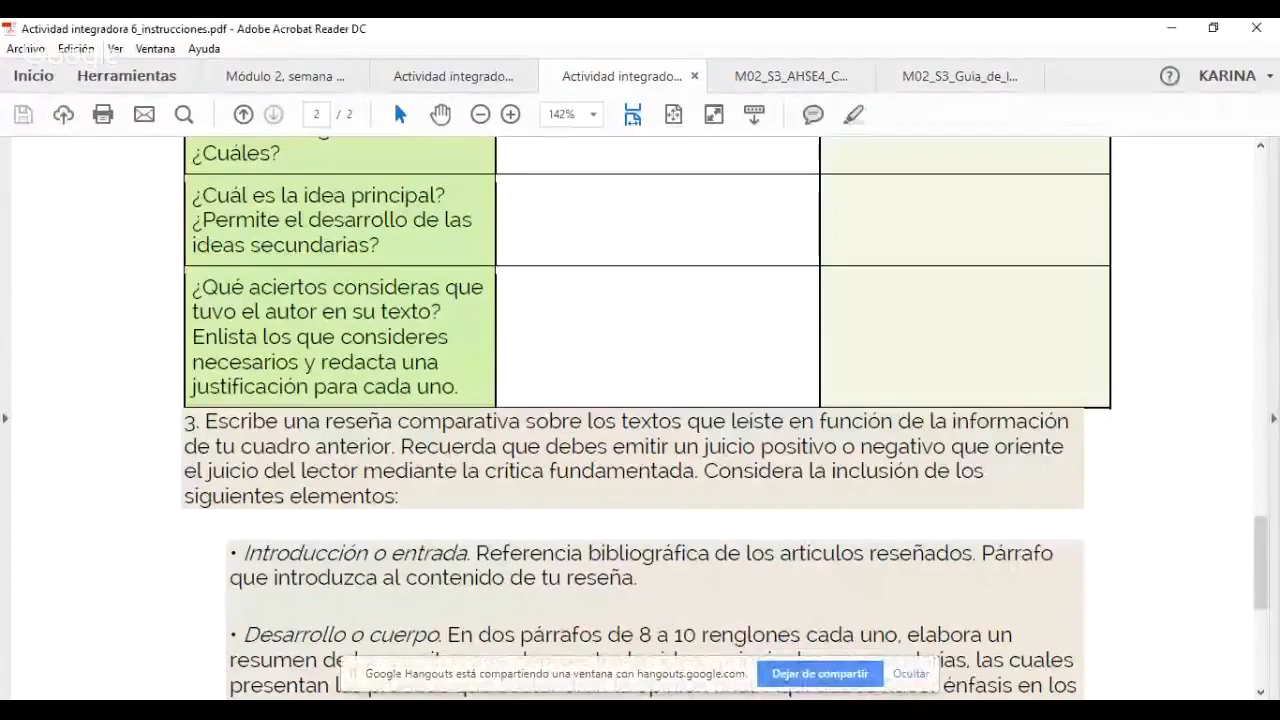 Actividad integradora 6_instrucciones.pdf - Adobe Acrobat Reader DC
Archivo Edición Ver Ventana Ayuda
Google
Inicio Herramientas Módulo 2, semana ... Actividad integrado... Actividad integrado... × M02_S3_AHSE4_C... M02_S3_Guia_de_l... KARINA
2 / 2 142%
¿Cuáles?
¿Cuál es la idea principal?
¿Permite el desarrollo de las
ideas secundarias?
¿Qué aciertos consideras que
tuvo el autor en su texto?
Enlista los que consideres
necesarios y redacta una
justificación para cada uno.
3. Escribe una reseña comparativa sobre los textos que leíste en función de la información
de tu cuadro anterior. Recuerda que debes emitir un juicio positivo o negativo que oriente
el juicio del lector mediante la crítica fundamentada. Considera la inclusión de los
siguientes elementos:
• Introducción o entrada. Referencia bibliográfica de los artículos reseñados. Párrafo
que introduzca al contenido de tu reseña.
• Desarrollo o cuerpo. En dos párrafos de 8 a 10 renglones cada uno, elabora un
resumen de las cuales
Google Hangouts está compartiendo una ventana con hangouts.google.com. Dejar de compartir Ocultar
presentan énfasis en los